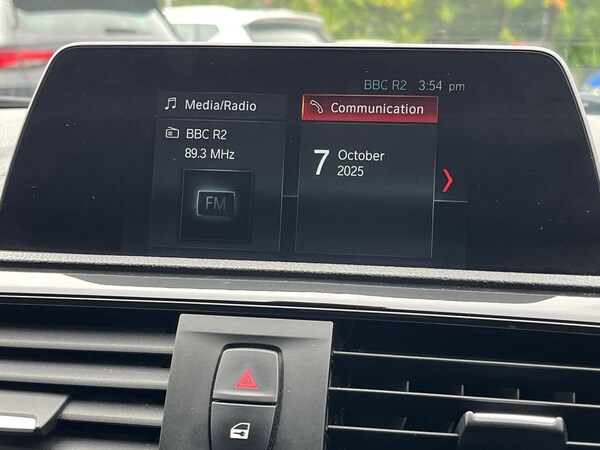 BBC R2 3:54 pm
Media/Radio
Communication
BBC R2
89.3 MHz
FM
7 October
2025